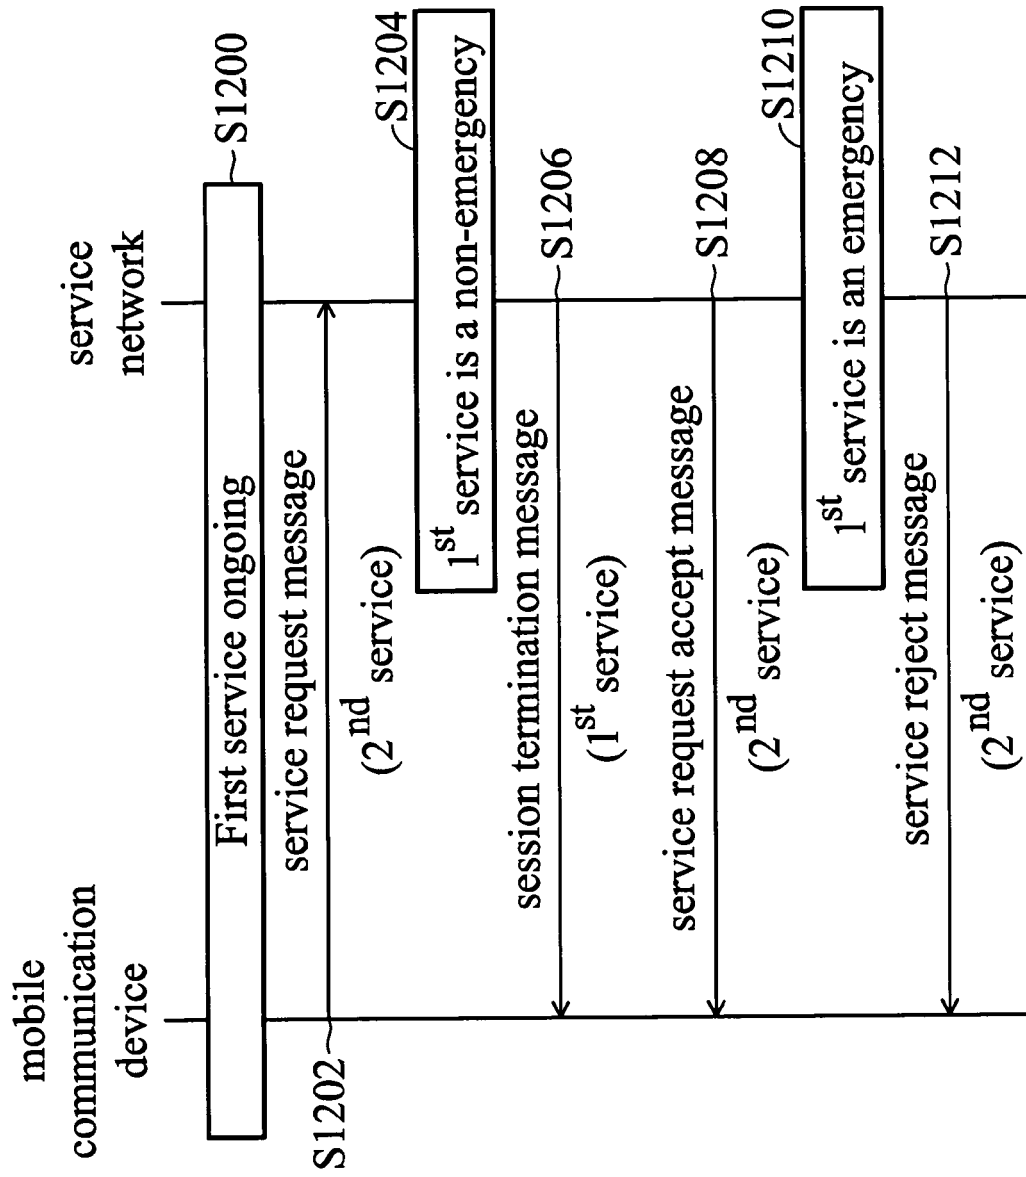 mobile
communication
device
service
network
First service ongoing
S1200
service request message
(2nd service)
S1202
S1204
1st service is a non-emergency
session termination message
(1st service)
S1206
service request accept message
(2nd service)
S1208
S1210
1st service is an emergency
service reject message
(2nd service)
S1212